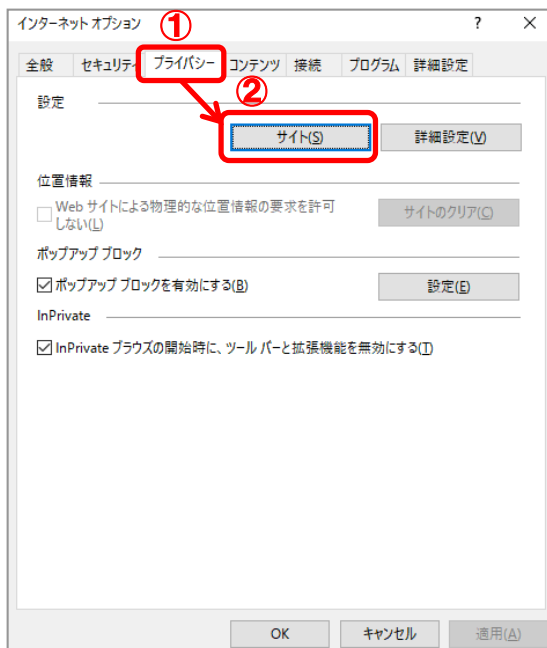 インターネット オプション ? ×
①
全般 セキュリティ プライバシー コンテンツ 接続 プログラム 詳細設定
②
設定
サイト(S) 詳細設定(V)
位置情報
Web サイトによる物理的な位置情報の要求を許可
しない(L)
サイトのクリア(C)
ポップアップ ブロック
ポップアップ ブロックを有効にする(B) 設定(E)
InPrivate
InPrivate ブラウズの開始時に、ツール バーと拡張機能を無効にする(T)
OK キャンセル 適用(A)